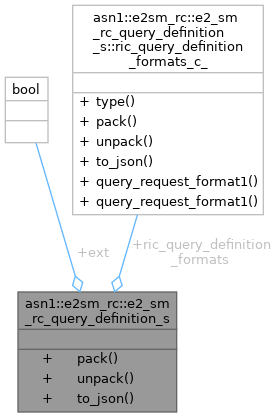 asn1::e2sm_rc::e2_sm
_rc_query_definition
_s::ric_query_definition
_formats_c_
bool
+ type()
+ pack()
+ unpack()
+ to_json()
+ query_request_format1()
+ query_request_format1()
+ext
+ric_query_definition
_formats
asn1::e2sm_rc::e2_sm
_rc_query_definition_s
+ pack()
+ unpack()
+ to_json()